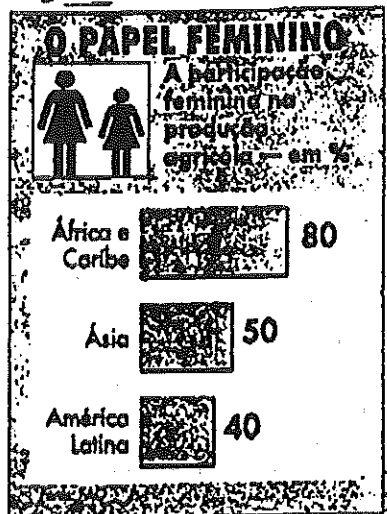 O PAPEL FEMININO
A participação
feminina na
produção
agrícola — em %
África e
Caribe
80
Ásia
50
América
Latina
40